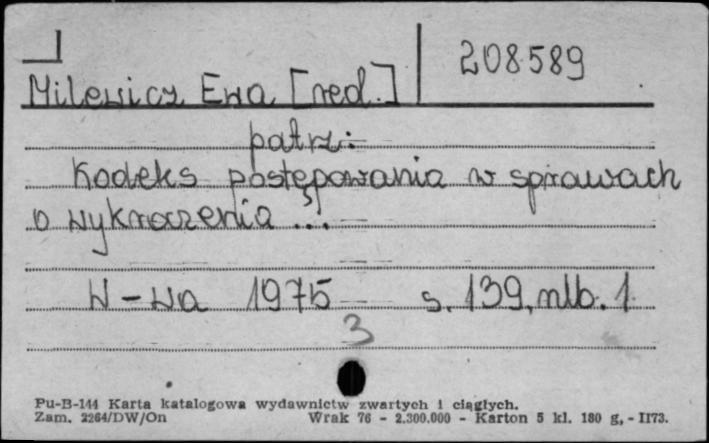 208589
Milewicz Ewa [red.]
patrz:
Kodeks postępowania w sprawach
o wykroczenia ...
W-wa 1975 s. 139, nlb. 1.
3
Pu-B-144 Karta katalogowa wydawnictw zwartych i ciągłych.
Zam. 2264/DW/On Wrak 76 - 2.300.000 - Karton 5 kl. 180 g, - II73.